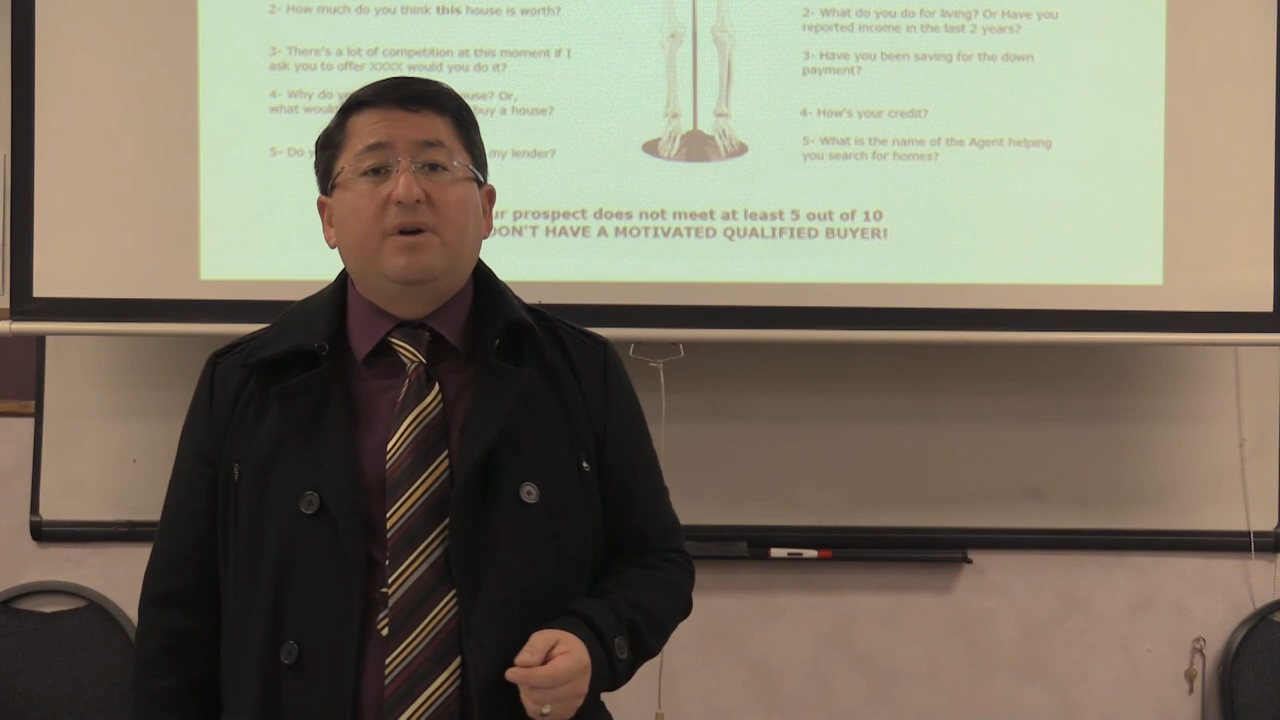 2- How much do you think this house is worth?
3- There's a lot of competition at this moment if I
ask you to offer XXXX would you do it?
4- Why do yo use? Or,
what would buy a house?
5- Do y my lender?
2- What do you do for living? Or Have you
reported income in the last 2 years?
3- Have you been saving for the down
payment?
4- How's your credit?
5- What is the name of the Agent helping
you search for homes?
ur prospect does not meet at least 5 out of 10
DON'T HAVE A MOTIVATED QUALIFIED BUYER!